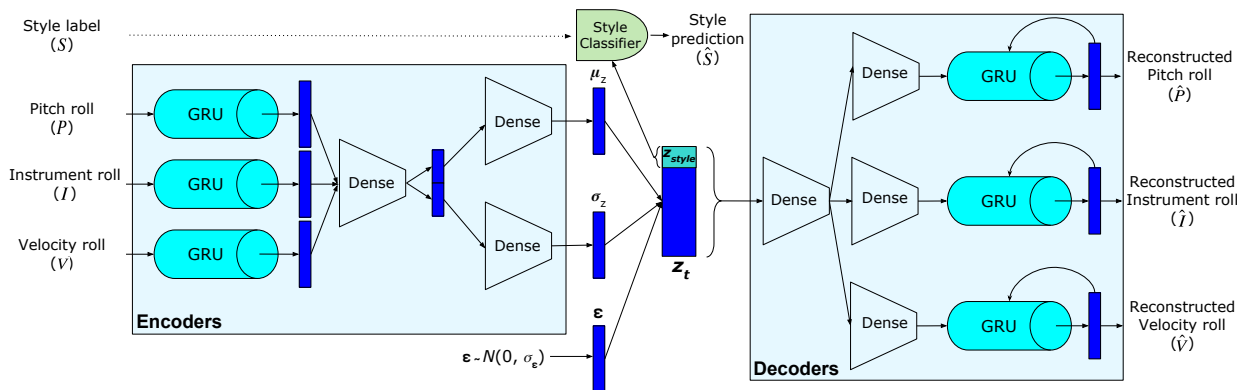 Style label
(S)
Style
Classifier
Style
prediction
(Ŝ)
Pitch roll
(P)
Instrument roll
(I)
Velocity roll
(V)
GRU
GRU
GRU
Dense
Dense
Dense
Encoders
μz
σz
ε
ε ~ N(0, σε)
zstyle
zt
Dense
Dense
Dense
Dense
GRU
GRU
GRU
Decoders
Reconstructed
Pitch roll
(P̂)
Reconstructed
Instrument roll
(Î)
Reconstructed
Velocity roll
(V̂)